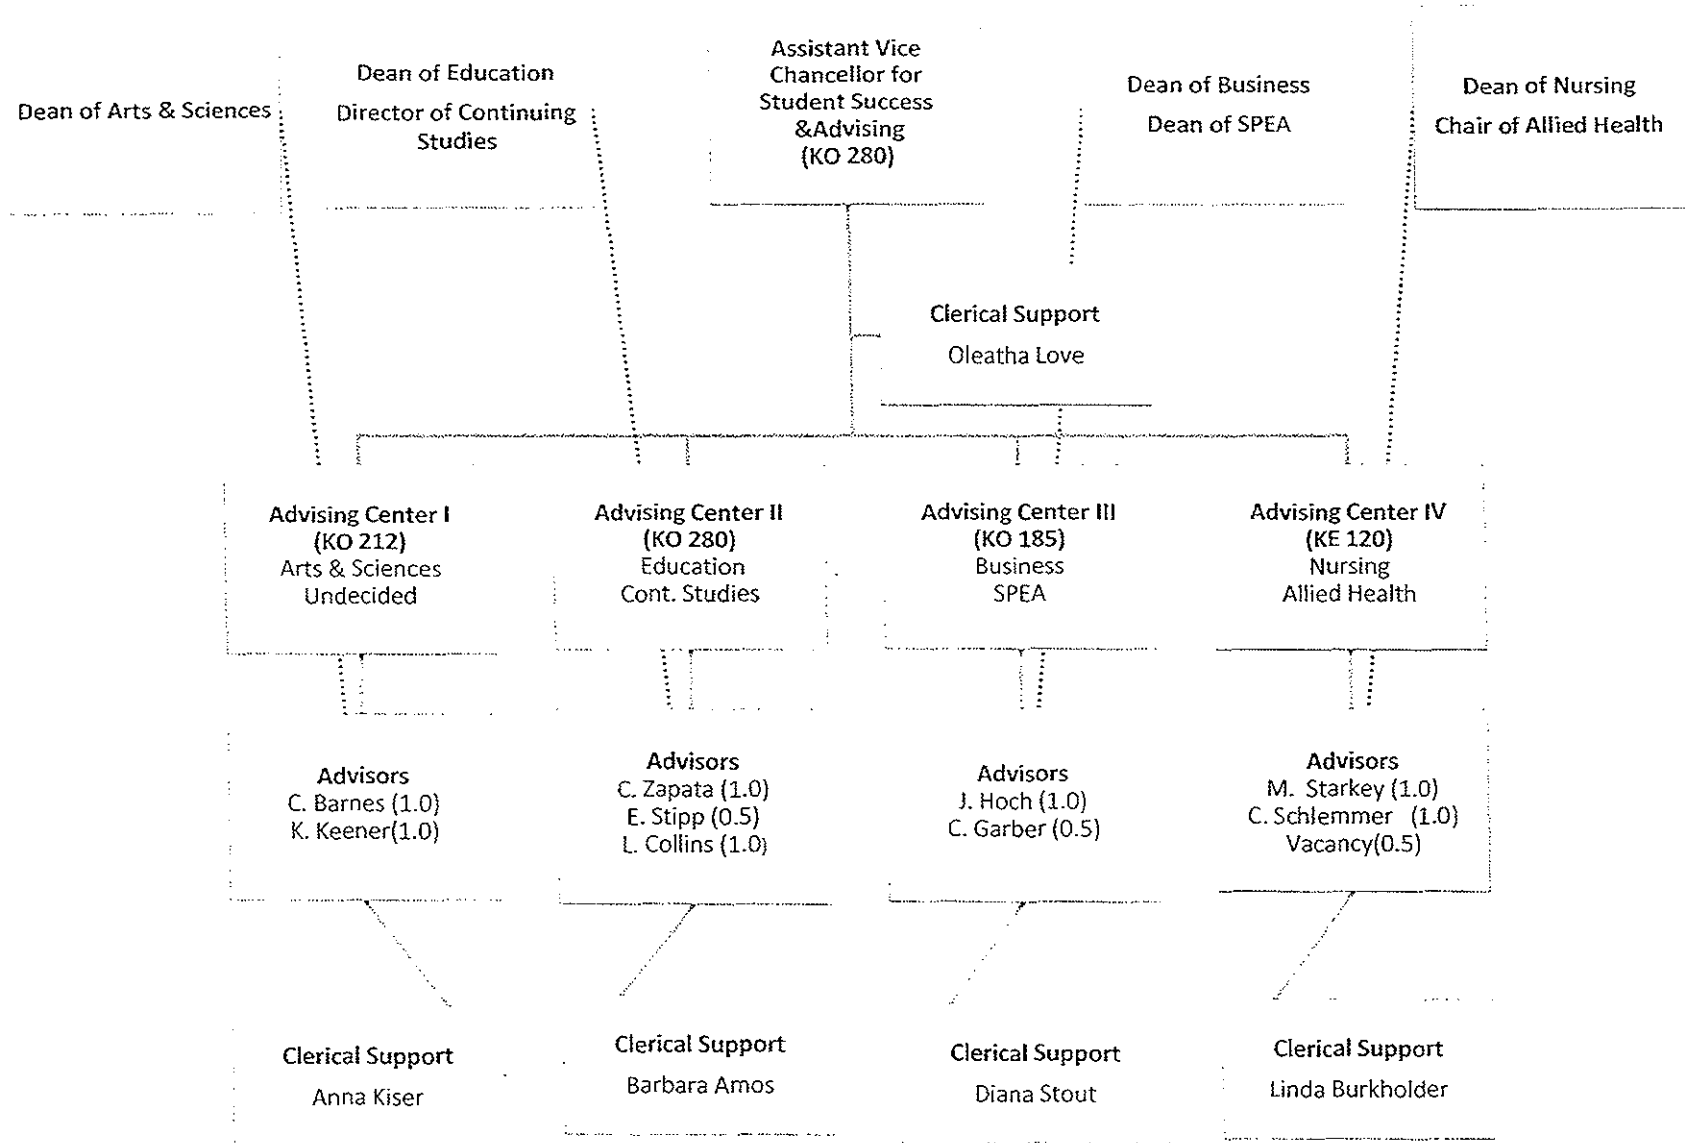 Dean of Arts & Sciences
Dean of Education
Director of Continuing
Studies
Assistant Vice
Chancellor for
Student Success
&Advising
(KO 280)
Dean of Business
Dean of SPEA
Dean of Nursing
Chair of Allied Health
Clerical Support
Oleatha Love
Advising Center I
(KO 212)
Arts & Sciences
Undecided
Advising Center II
(KO 280)
Education
Cont. Studies
Advising Center III
(KO 185)
Business
SPEA
Advising Center IV
(KE 120)
Nursing
Allied Health
Advisors
C. Barnes (1.0)
K. Keener(1.0)
Advisors
C. Zapata (1.0)
E. Stipp (0.5)
L. Collins (1.0)
Advisors
J. Hoch (1.0)
C. Garber (0.5)
Advisors
M. Starkey (1.0)
C. Schlemmer (1.0)
Vacancy(0.5)
Clerical Support
Anna Kiser
Clerical Support
Barbara Amos
Clerical Support
Diana Stout
Clerical Support
Linda Burkholder